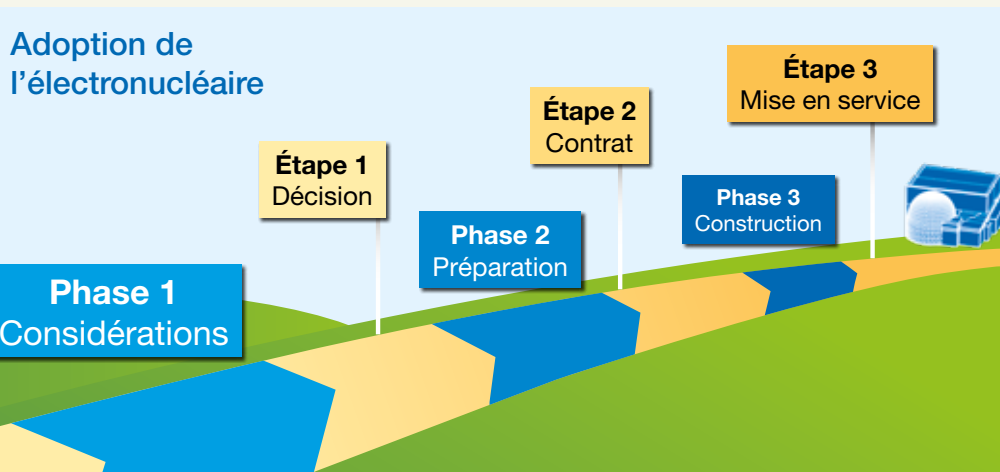 Adoption de
l’électronucléaire
Phase 1
Considérations
Étape 1
Décision
Phase 2
Préparation
Étape 2
Contrat
Phase 3
Construction
Étape 3
Mise en service